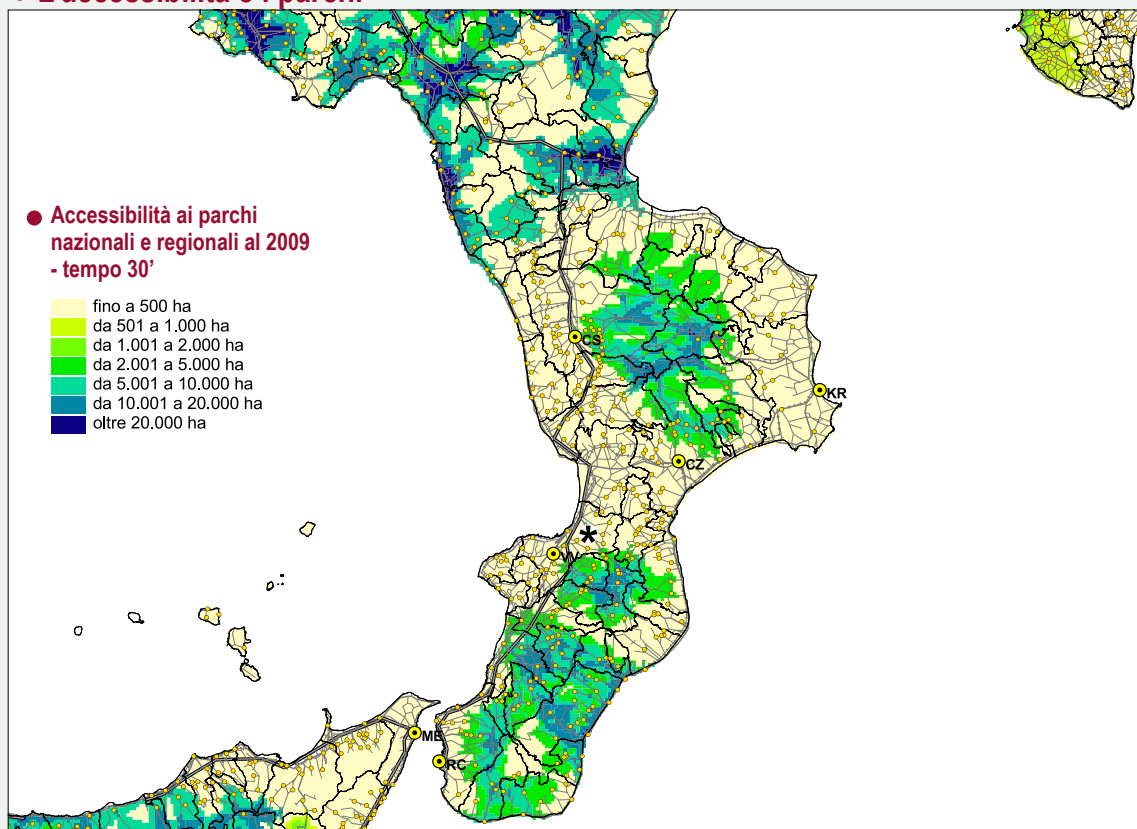 L'accessibilità e i parchi
Accessibilità ai parchi
nazionali e regionali al 2009
- tempo 30'
fino a 500 ha
da 501 a 1.000 ha
da 1.001 a 2.000 ha
da 2.001 a 5.000 ha
da 5.001 a 10.000 ha
da 10.001 a 20.000 ha
oltre 20.000 ha
CS
KR
CZ
*
VV
ME
RC